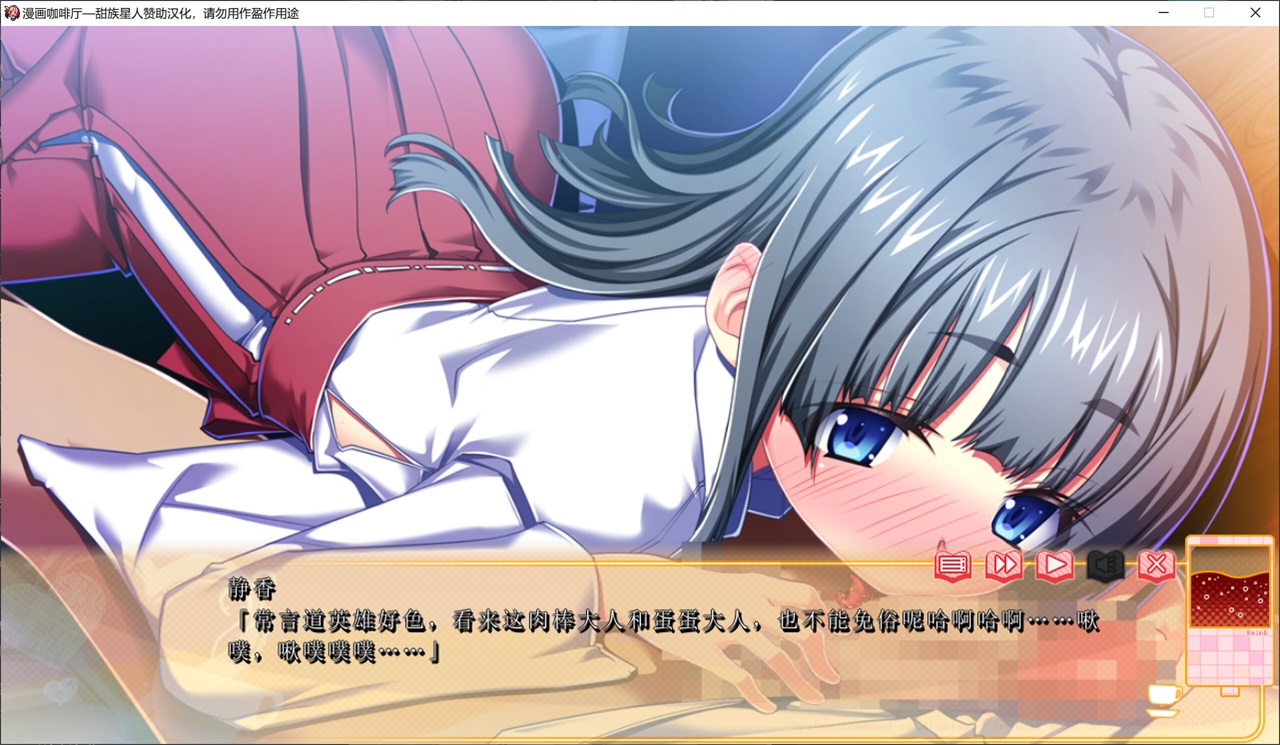 漫画咖啡厅—甜族星人赞助汉化，请勿用作盈作用途
静香
「常言道英雄好色，看来这肉棒大人和蛋蛋大人，也不能免俗呢哈啊哈啊……啾
噗，啾噗噗噗……」